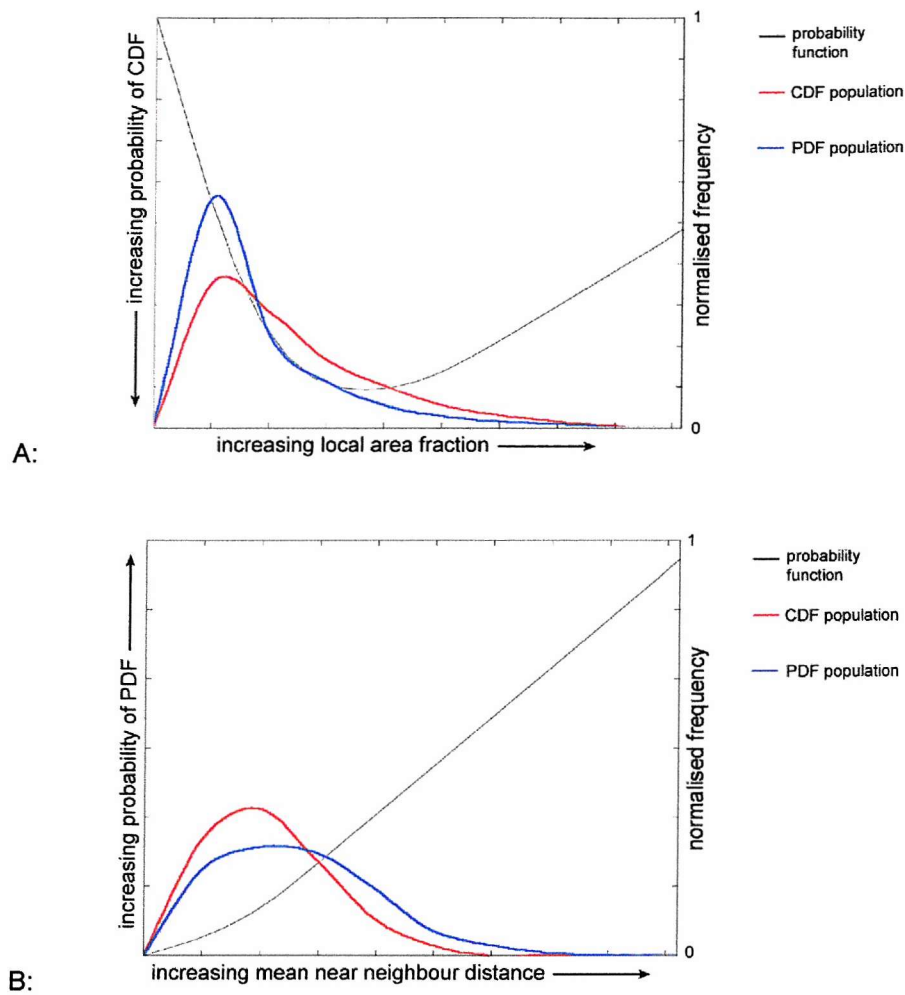 increasing probability of CDF
1
normalised frequency
0
increasing local area fraction
probability
function
CDF population
PDF population
A:
increasing probability of PDF
1
normalised frequency
0
increasing mean near neighbour distance
probability
function
CDF population
PDF population
B: